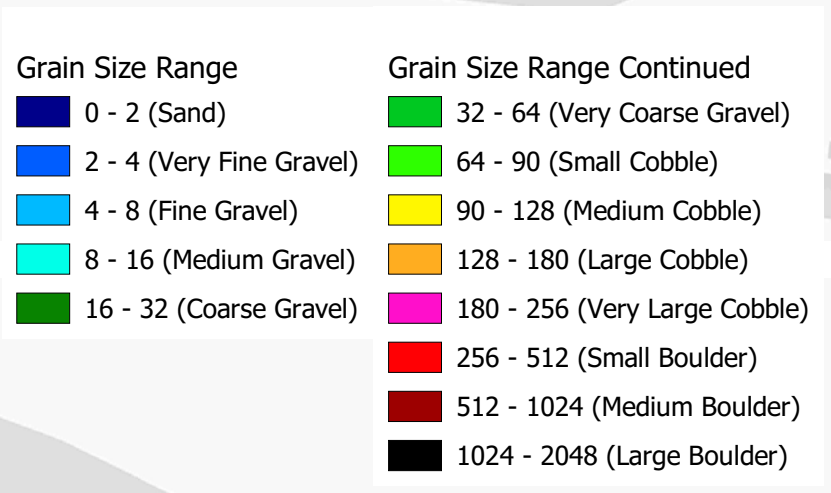 Grain Size Range
0 - 2 (Sand)
2 - 4 (Very Fine Gravel)
4 - 8 (Fine Gravel)
8 - 16 (Medium Gravel)
16 - 32 (Coarse Gravel)
Grain Size Range Continued
32 - 64 (Very Coarse Gravel)
64 - 90 (Small Cobble)
90 - 128 (Medium Cobble)
128 - 180 (Large Cobble)
180 - 256 (Very Large Cobble)
256 - 512 (Small Boulder)
512 - 1024 (Medium Boulder)
1024 - 2048 (Large Boulder)